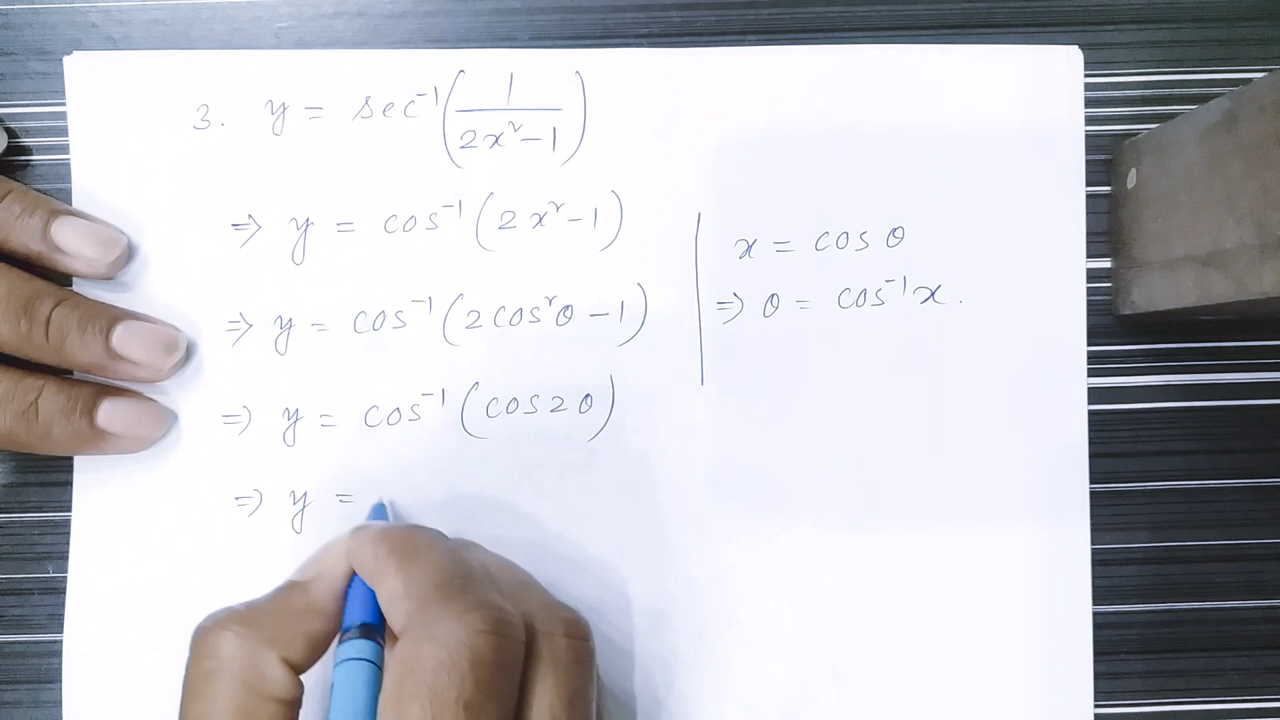 3. y = sec⁻¹(1/(2x²-1))
⇒ y = cos⁻¹(2x²-1)
⇒ y = cos⁻¹(2cos²θ-1)
⇒ y = cos⁻¹(cos2θ)
⇒ y =
x = cosθ
⇒ θ = cos⁻¹x.